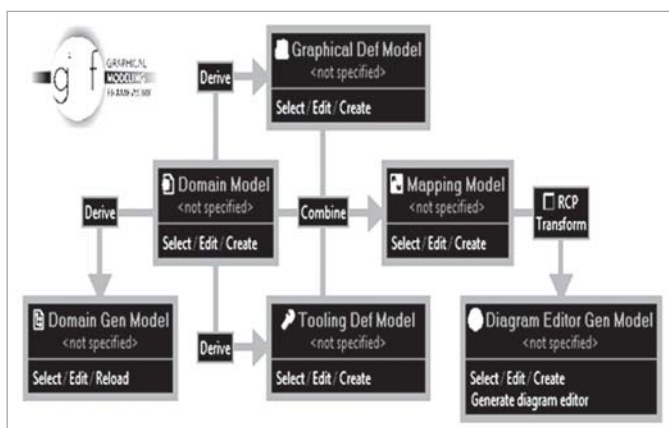 gmf
GRAPHICAL
MODELING
FRAMEWORK
Graphical Def Model
<not specified>
Select / Edit / Create
Derive
Domain Model
<not specified>
Select / Edit / Create
Combine
Mapping Model
<not specified>
Select / Edit / Create
RCP
Transform
Derive
Domain Gen Model
<not specified>
Select / Edit / Reload
Derive
Tooling Def Model
<not specified>
Select / Edit / Create
Diagram Editor Gen Model
<not specified>
Select / Edit / Create
Generate diagram editor